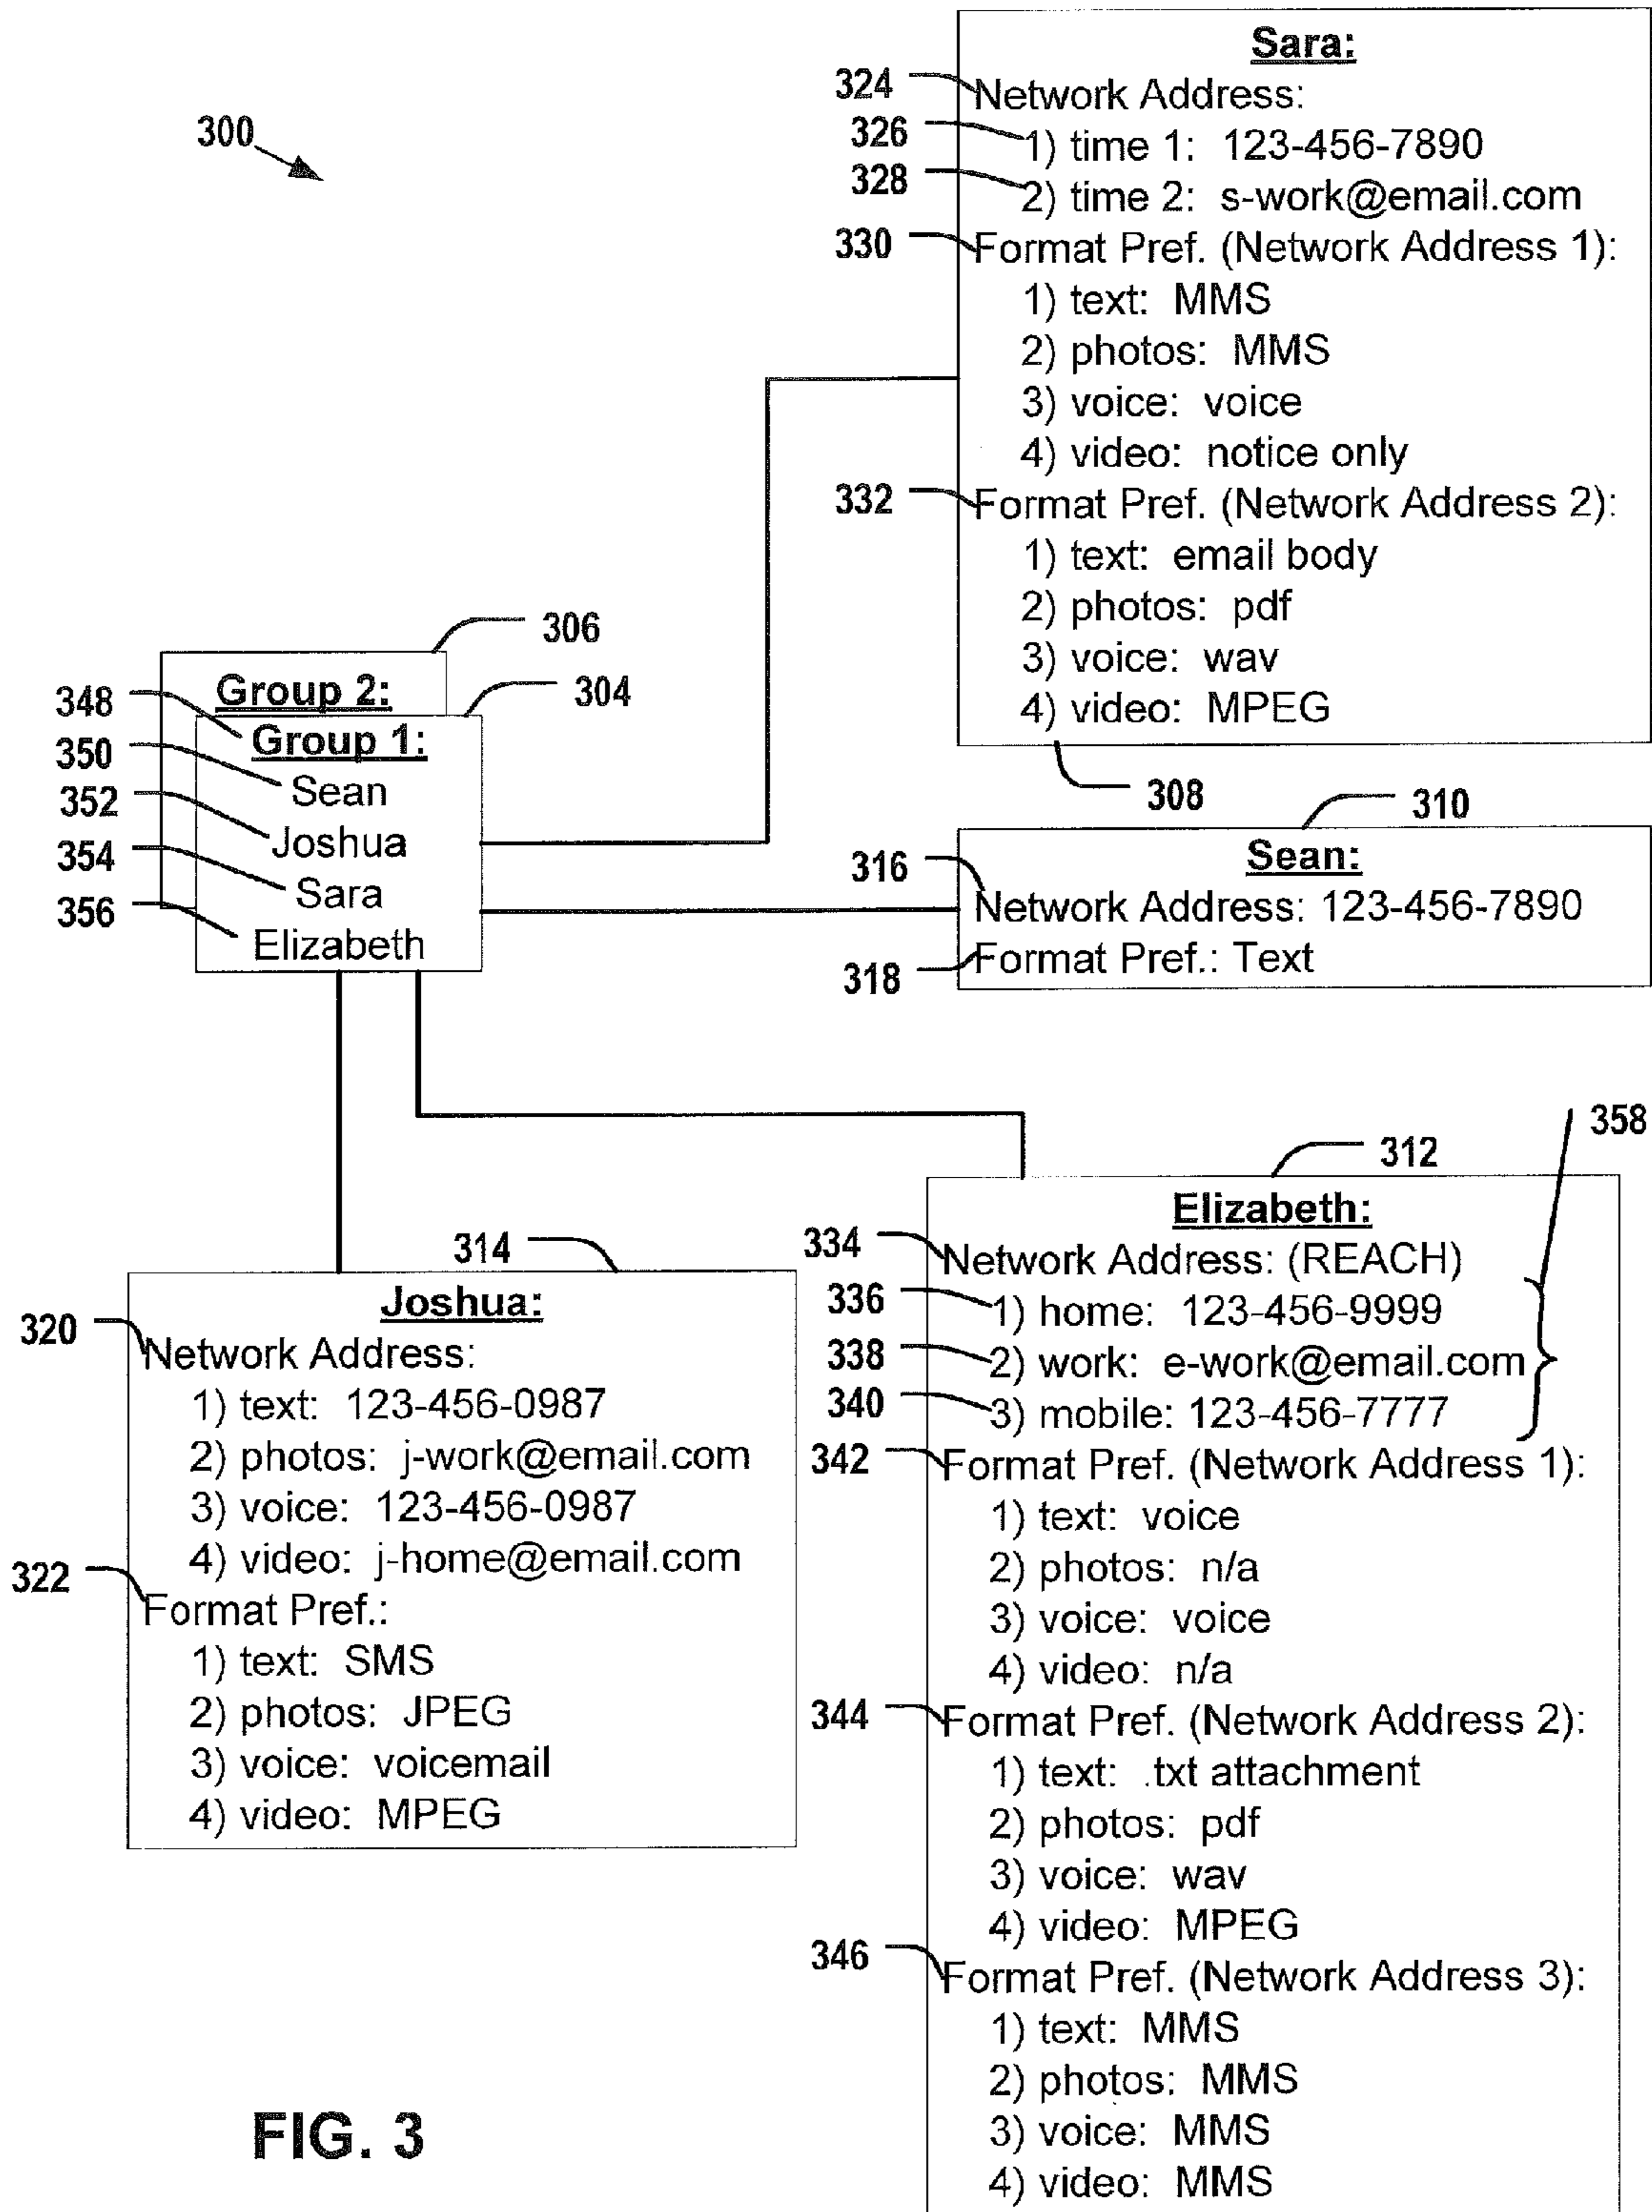 300
Sara:
324 Network Address:
326 1) time 1: 123-456-7890
328 2) time 2: s-work@email.com
330 Format Pref. (Network Address 1):
1) text: MMS
2) photos: MMS
3) voice: voice
4) video: notice only
332 Format Pref. (Network Address 2):
1) text: email body
2) photos: pdf
3) voice: wav
4) video: MPEG
308
306
Group 2:
304
348 Group 1:
350 Sean
352 Joshua
354 Sara
356 Elizabeth
310
Sean:
316 Network Address: 123-456-7890
318 Format Pref.: Text
314
Joshua:
320 Network Address:
1) text: 123-456-0987
2) photos: j-work@email.com
3) voice: 123-456-0987
4) video: j-home@email.com
322 Format Pref.:
1) text: SMS
2) photos: JPEG
3) voice: voicemail
4) video: MPEG
358
312
Elizabeth:
334 Network Address: (REACH)
336 1) home: 123-456-9999
338 2) work: e-work@email.com
340 3) mobile: 123-456-7777
342 Format Pref. (Network Address 1):
1) text: voice
2) photos: n/a
3) voice: voice
4) video: n/a
344 Format Pref. (Network Address 2):
1) text: .txt attachment
2) photos: pdf
3) voice: wav
4) video: MPEG
346 Format Pref. (Network Address 3):
1) text: MMS
2) photos: MMS
3) voice: MMS
4) video: MMS
FIG. 3